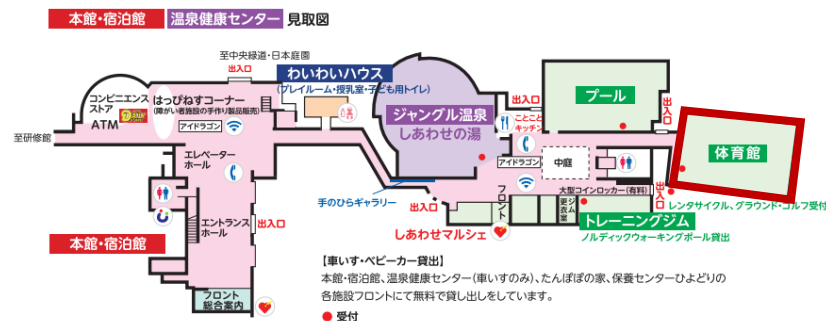 本館・宿泊館 温泉健康センター 見取図
至中央緑道・日本庭園
出入口
わいわいハウス
(プレイルーム・授乳室・子ども用トイレ)
コンビニエンス
ストア
ATM
はっぴねすコーナー
(障がい者施設の手作り製品販売)
アイドラゴン
至研修館
エレベーター
ホール
エントランス
ホール
出入口
本館・宿泊館
フロント
総合案内
ジャングル温泉
しあわせの湯
手のひらギャラリー
出入口
ことこと
キッチン
アイドラゴン
中庭
プール
出入口
体育館
大型コインロッカー(有料)
出入口
レンタサイクル、グラウンド・ゴルフ受付
フロント
ジム
更衣室
トレーニングジム
ノルディックウォーキングポール貸出
出入口
しあわせマルシェ
【車いす・ベビーカー貸出】
本館・宿泊館、温泉健康センター(車いすのみ)、たんぽぽの家、保養センターひよどりの
各施設フロントにて無料で貸し出しをしています。
受付